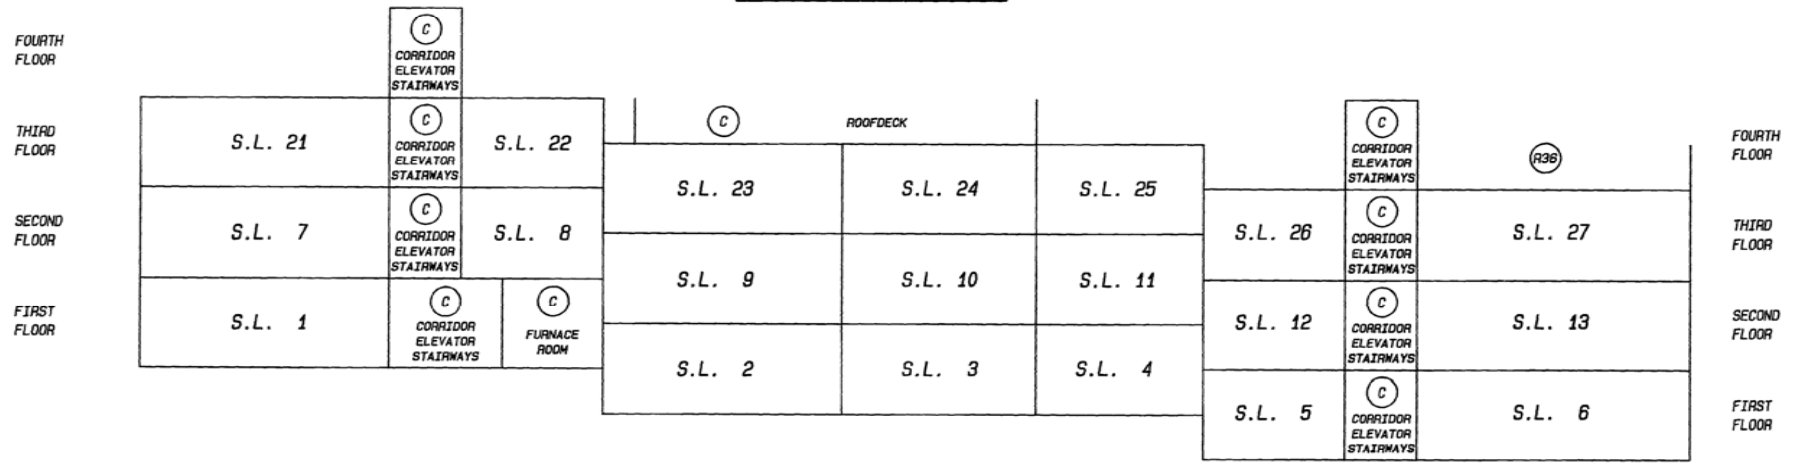 FOURTH
FLOOR
C
CORRIDOR
ELEVATOR
STAIRWAYS
THIRD
FLOOR
S.L. 21
C
CORRIDOR
ELEVATOR
STAIRWAYS
S.L. 22
C
ROOFDECK
C
CORRIDOR
ELEVATOR
STAIRWAYS
R36
FOURTH
FLOOR
S.L. 23
S.L. 24
S.L. 25
SECOND
FLOOR
S.L. 7
C
CORRIDOR
ELEVATOR
STAIRWAYS
S.L. 8
S.L. 26
C
CORRIDOR
ELEVATOR
STAIRWAYS
S.L. 27
THIRD
FLOOR
S.L. 9
S.L. 10
S.L. 11
FIRST
FLOOR
S.L. 1
C
CORRIDOR
ELEVATOR
STAIRWAYS
C
FURNACE
ROOM
S.L. 12
C
CORRIDOR
ELEVATOR
STAIRWAYS
S.L. 13
SECOND
FLOOR
S.L. 2
S.L. 3
S.L. 4
S.L. 5
C
CORRIDOR
ELEVATOR
STAIRWAYS
S.L. 6
FIRST
FLOOR